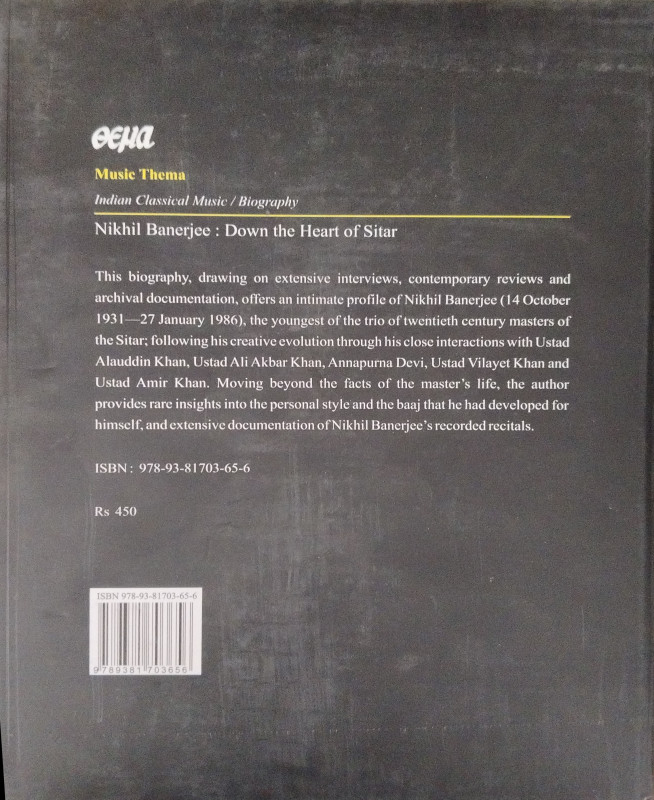 θεμα
Music Thema
Indian Classical Music / Biography
Nikhil Banerjee : Down the Heart of Sitar
This biography, drawing on extensive interviews, contemporary reviews and
archival documentation, offers an intimate profile of Nikhil Banerjee (14 October
1931—27 January 1986), the youngest of the trio of twentieth century masters of
the Sitar; following his creative evolution through his close interactions with Ustad
Alauddin Khan, Ustad Ali Akbar Khan, Annapurna Devi, Ustad Vilayet Khan and
Ustad Amir Khan. Moving beyond the facts of the master's life, the author
provides rare insights into the personal style and the baaj that he had developed for
himself, and extensive documentation of Nikhil Banerjee's recorded recitals.
ISBN : 978-93-81703-65-6
Rs 450
ISBN 978-93-81703-65-6
9789381703656